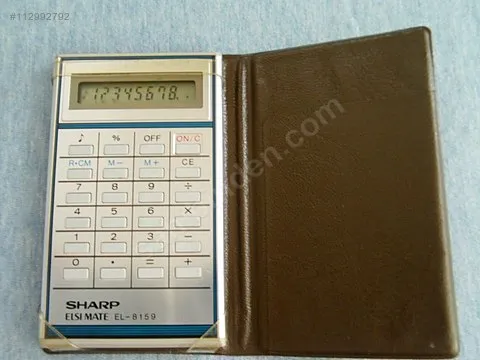 #112992792
12345678.
♪ % OFF ON/C
R•CM M− M+ CE
7 8 9 ÷
4 5 6 ×
1 2 3 −
0 • = +
SHARP
ELSI MATE EL-8159